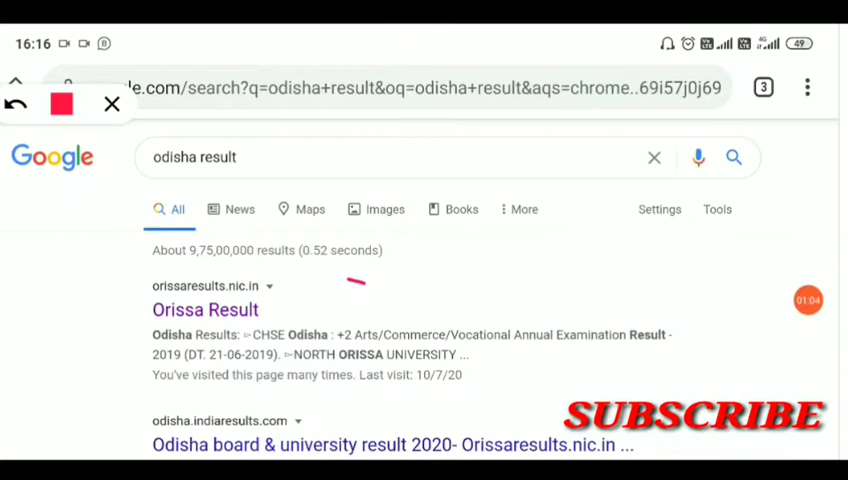 16:16
4G
49
le.com/search?q=odisha+result&oq=odisha+result&aqs=chrome..69i57j0j69
3
Google
odisha result
All News Maps Images Books More Settings Tools
About 9,75,00,000 results (0.52 seconds)
orissaresults.nic.in
Orissa Result
01:04
Odisha Results: ▻CHSE Odisha : +2 Arts/Commerce/Vocational Annual Examination Result -
2019 (DT. 21-06-2019). ▻NORTH ORISSA UNIVERSITY ...
You've visited this page many times. Last visit: 10/7/20
SUBSCRIBE
odisha.indiaresults.com
Odisha board & university result 2020- Orissaresults.nic.in ...